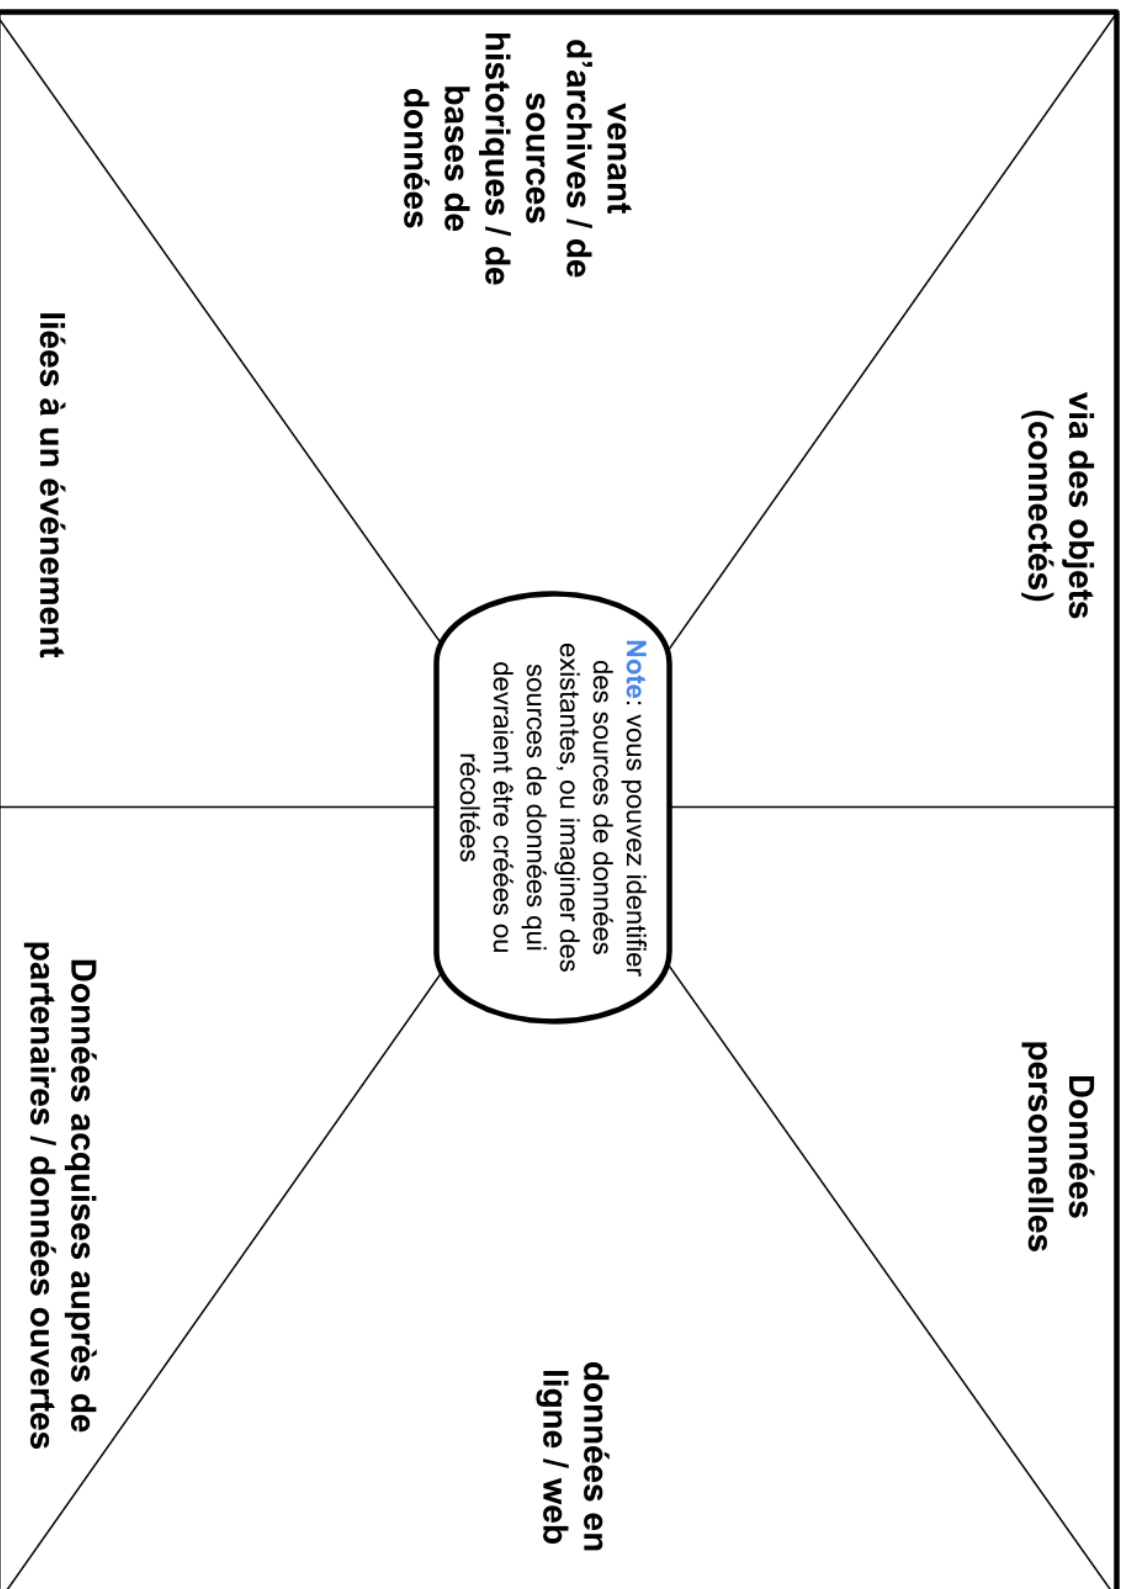 via des objets
(connectés)
Données
personnelles
venant
d'archives / de
sources
historiques / de
bases de
données
Note: vous pouvez identifier
des sources de données
existantes, ou imaginer des
sources de données qui
devraient être créées ou
récoltées
données en
ligne / web
liées à un événement
Données acquises auprès de
partenaires / données ouvertes